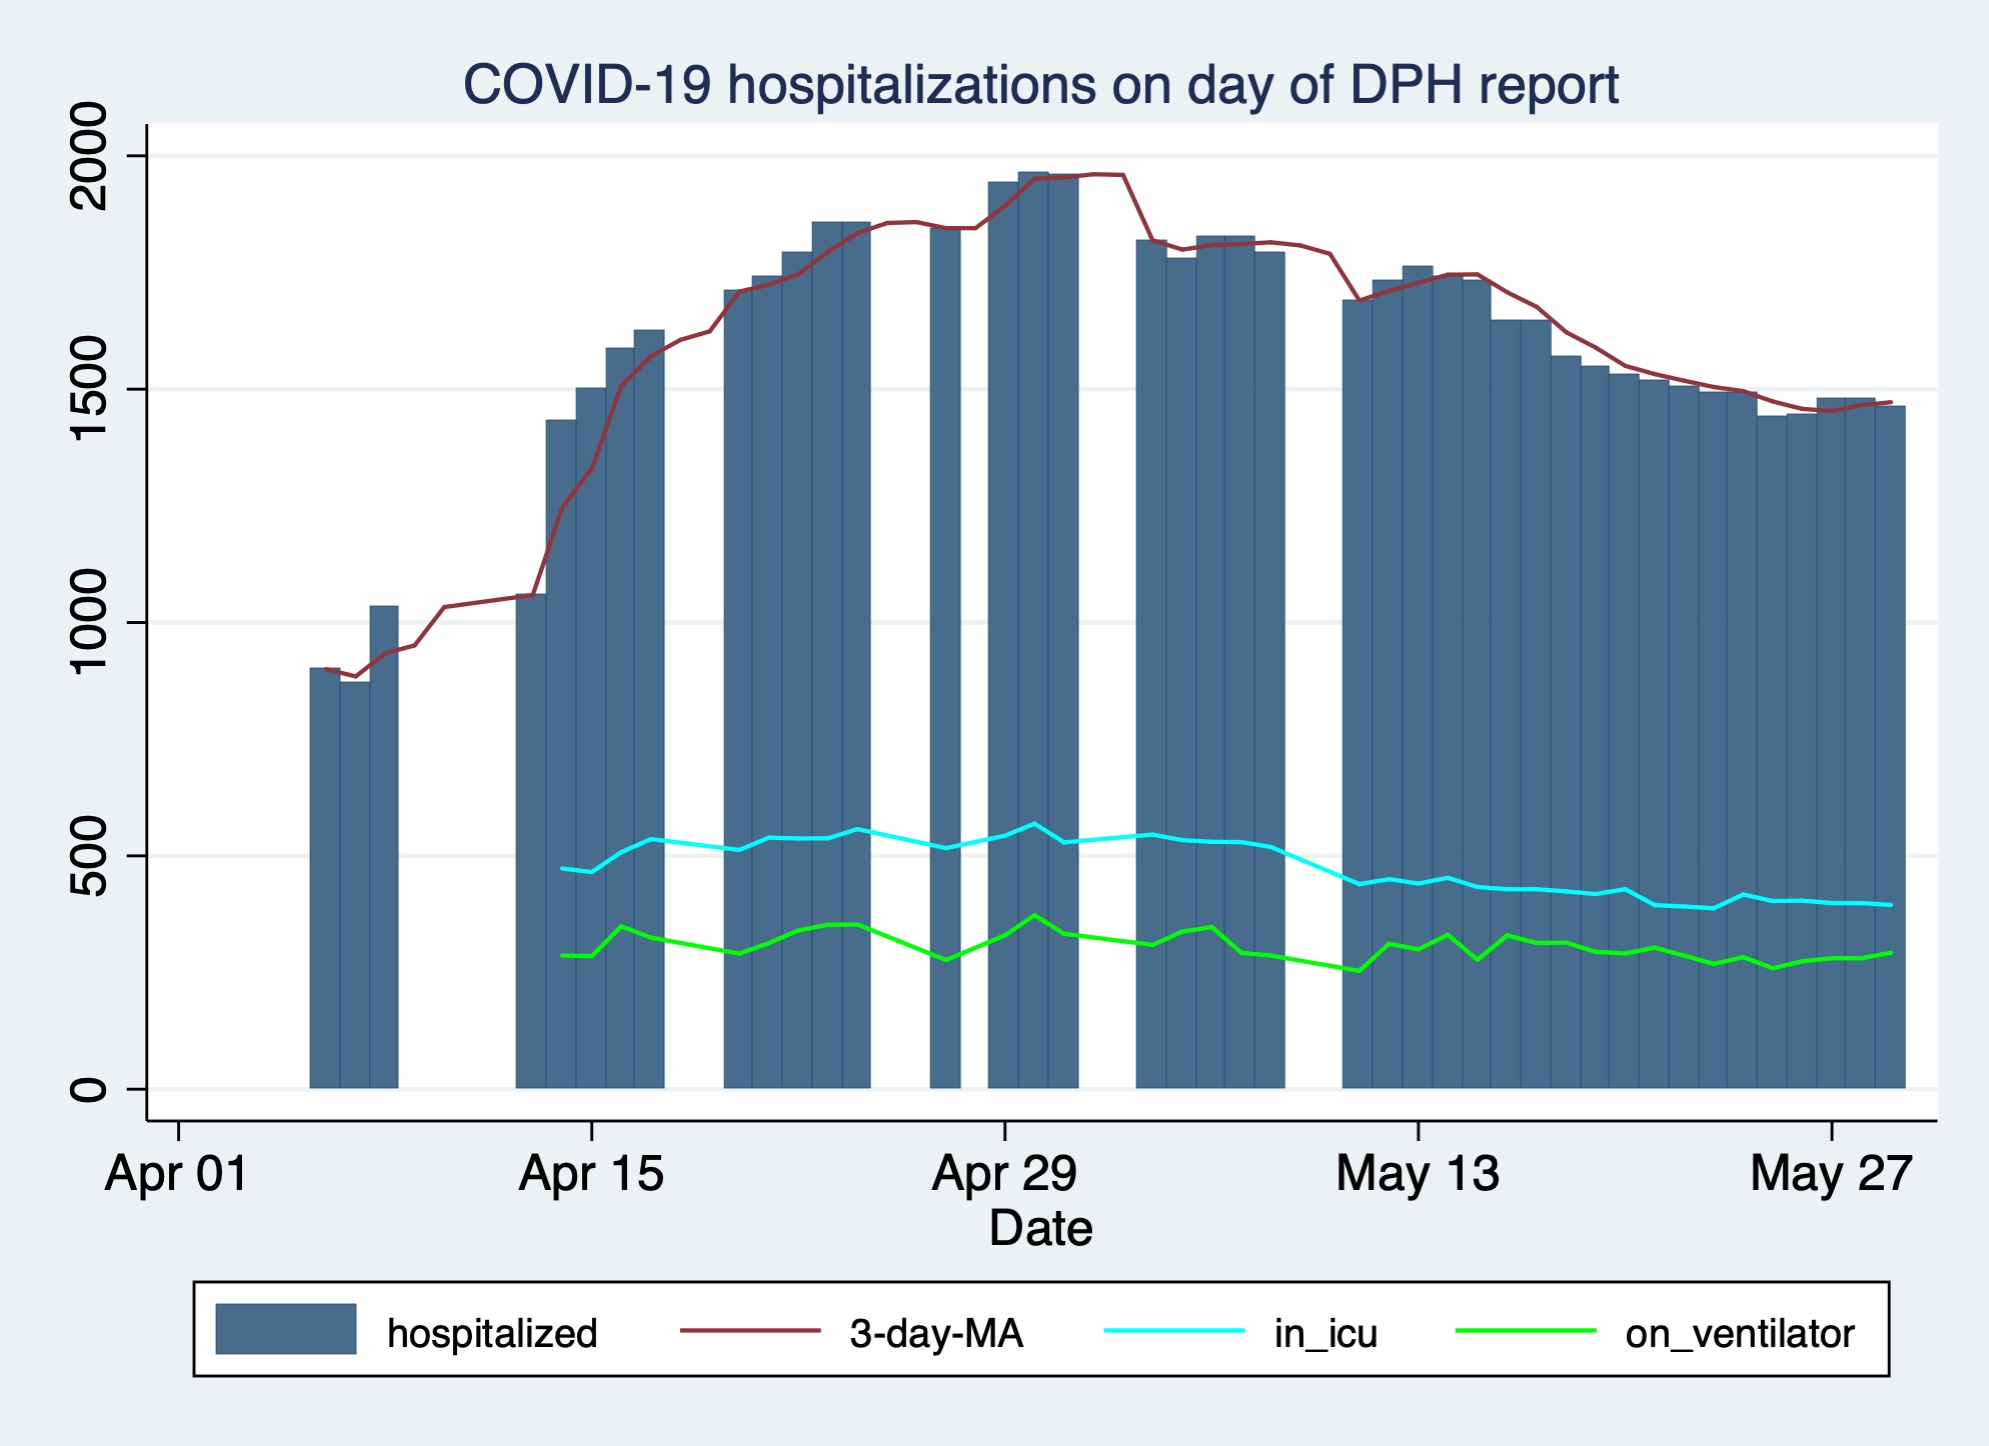 COVID-19 hospitalizations on day of DPH report
2000
1500
1000
500
0
Apr 01 Apr 15 Apr 29 May 13 May 27
Date
hospitalized 3-day-MA in_icu on_ventilator